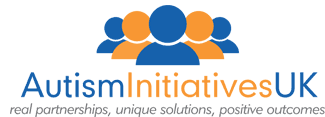 AutismInitiativesUK
real partnerships, unique solutions, positive outcomes